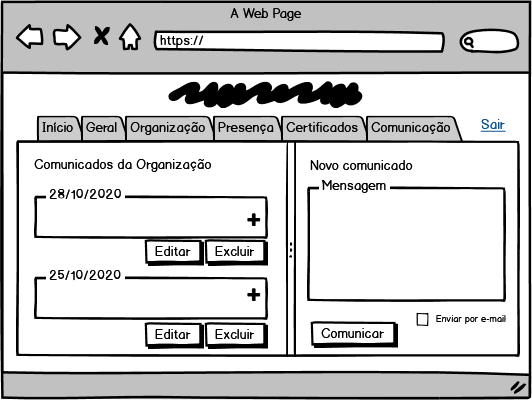 A Web Page
https://
Início Geral Organização Presença Certificados Comunicação Sair
Comunicados da Organização
28/10/2020
+
Editar Excluir
25/10/2020
+
Editar Excluir
Novo comunicado
Mensagem
Enviar por e-mail
Comunicar